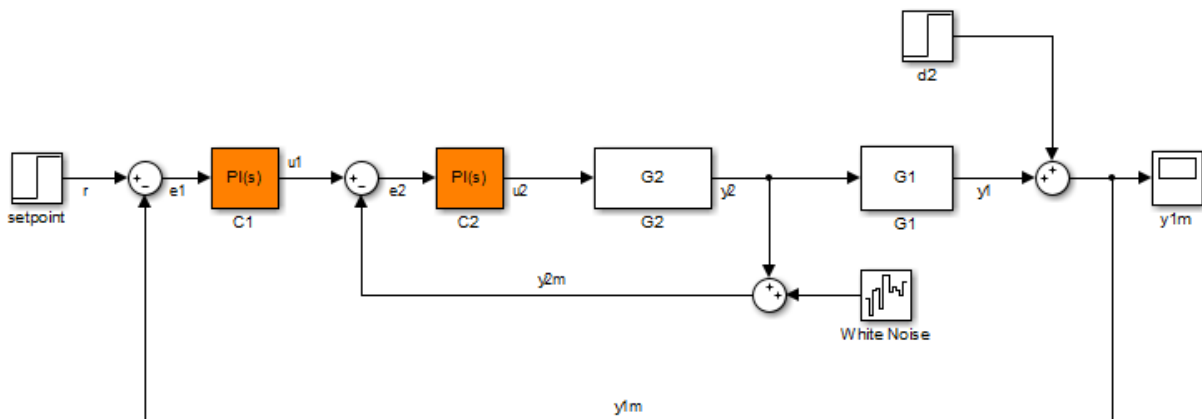 d2
setpoint
r
e1
PI(s)
C1
u1
e2
PI(s)
C2
u2
G2
G2
y2
G1
G1
y1
y1m
y2m
White Noise
y1m